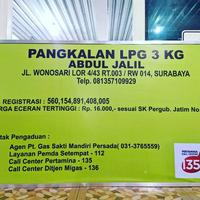 PANGKALAN LPG 3 KG
ABDUL JALIL
JL. WONOSARI LOR 4/43 RT.003 / RW 014, SURABAYA
Telp. 081357109929
REGISTRASI : 560,154,891,408,005
RGA ECERAN TERTINGGI : Rp. 16.000,- sesuai SK Pergub. Jatim No
tak Pengaduan :
Agen Pt. Gas Sakti Mandiri Persada (031-3765559)
Layanan Pemda Setempat - 112
Call Center Pertamina - 135
Call Center Ditjen Migas - 136
135